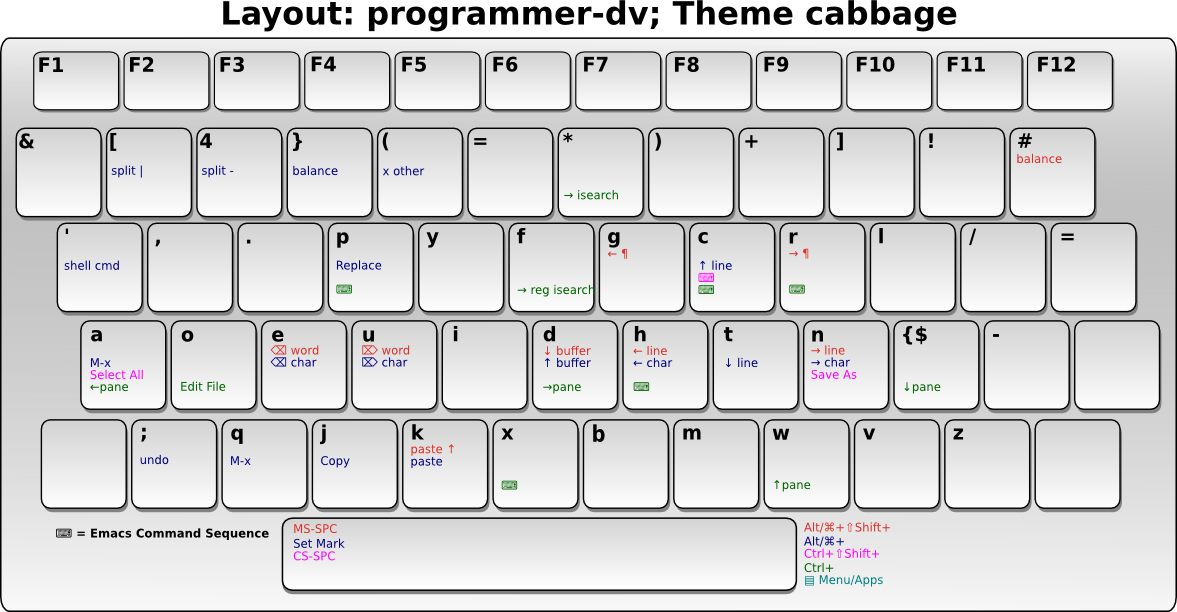 Layout: programmer-dv; Theme cabbage
F1 F2 F3 F4 F5 F6 F7 F8 F9 F10 F11 F12
& [ 4 } ( = * ) + ] ! #
balance
split | split - balance x other
→ isearch
' , . p y f g c r l / =
← ¶ → ¶
shell cmd Replace ↑ line
⌨
⌨ → reg isearch ⌨ ⌨
a o e u i d h t n {$ -
⌫ word ⌦ word ↓ buffer ← line → line
M-x ⌫ char ⌦ char ↑ buffer ← char ↓ line → char
Select All Save As
←pane Edit File →pane ⌨ ↓pane
; q j k x b m w v z
paste ↑
undo M-x Copy paste
⌨ ↑pane
⌨ = Emacs Command Sequence
MS-SPC
Set Mark
CS-SPC
Alt/⌘+⇧Shift+
Alt/⌘+
Ctrl+⇧Shift+
Ctrl+
▤ Menu/Apps